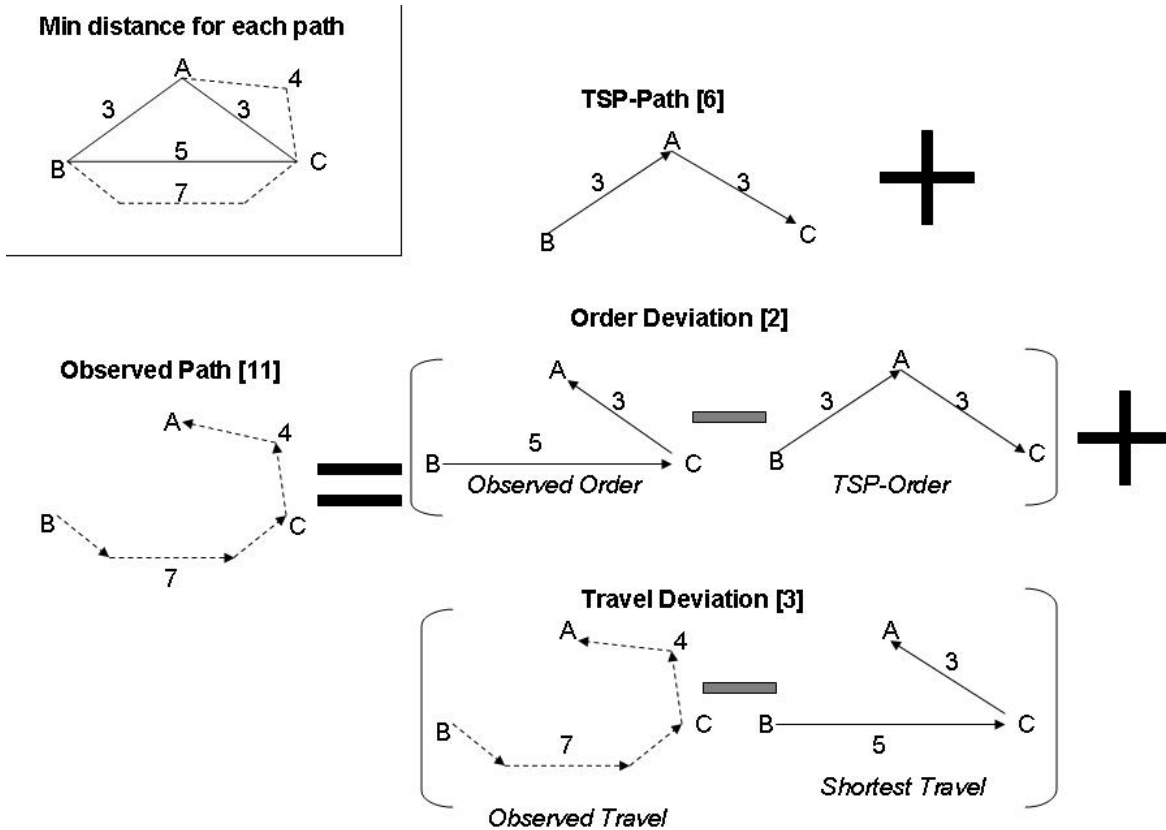 Min distance for each path
A
4
3
3
B
5
C
7
TSP-Path [6]
A
3
3
B
C
Observed Path [11]
A
4
B
C
7
Order Deviation [2]
A
3
B
5
C
Observed Order
A
3
3
B
C
TSP-Order
Travel Deviation [3]
A
4
B
C
7
Observed Travel
A
3
B
C
5
Shortest Travel